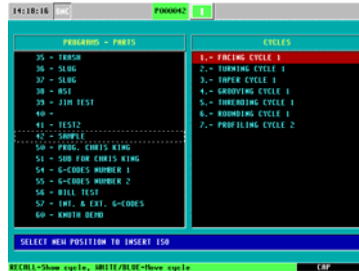 14:18:16 DNC P000042 1
PROGRAMS - PARTS
35 - TRASH
36 - SLUG
37 - SLUG
38 - ASI
39 - JIM TEST
40 -
41 - TEST2
42 - SAMPLE
50 - PROG. CHRIS KING
51 - SUB FOR CHRIS KING
54 - G-CODES NUMBER 1
55 - G-CODES NUMBER 2
56 - BILL TEST
57 - INT. & EXT. G-CODES
60 - KNUTH DEMO
CYCLES
1.- FACING CYCLE 1
2.- TURNING CYCLE 1
3.- TAPER CYCLE 1
4.- GROOVING CYCLE 1
5.- THREADING CYCLE 1
6.- ROUNDING CYCLE 1
7.- PROFILING CYCLE 2
SELECT NEW POSITION TO INSERT ISO
RECALL-Show cycle, WHITE/BLUE-Move cycle CAP